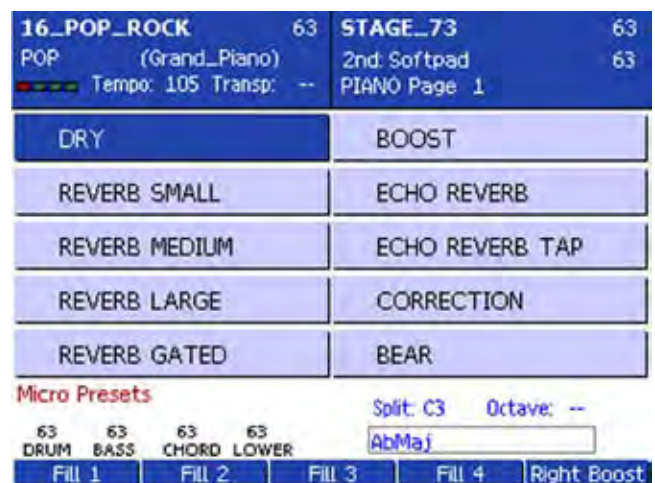 16_POP_ROCK 63 STAGE_73 63
POP (Grand_Piano) 2nd: Softpad 63
Tempo: 105 Transp: -- PIANO Page 1
DRY BOOST
REVERB SMALL ECHO REVERB
REVERB MEDIUM ECHO REVERB TAP
REVERB LARGE CORRECTION
REVERB GATED BEAR
Micro Presets
Split: C3 Octave: --
63 63 63 63
DRUM BASS CHORD LOWER
AbMaj
Fill 1 Fill 2 Fill 3 Fill 4 Right Boost